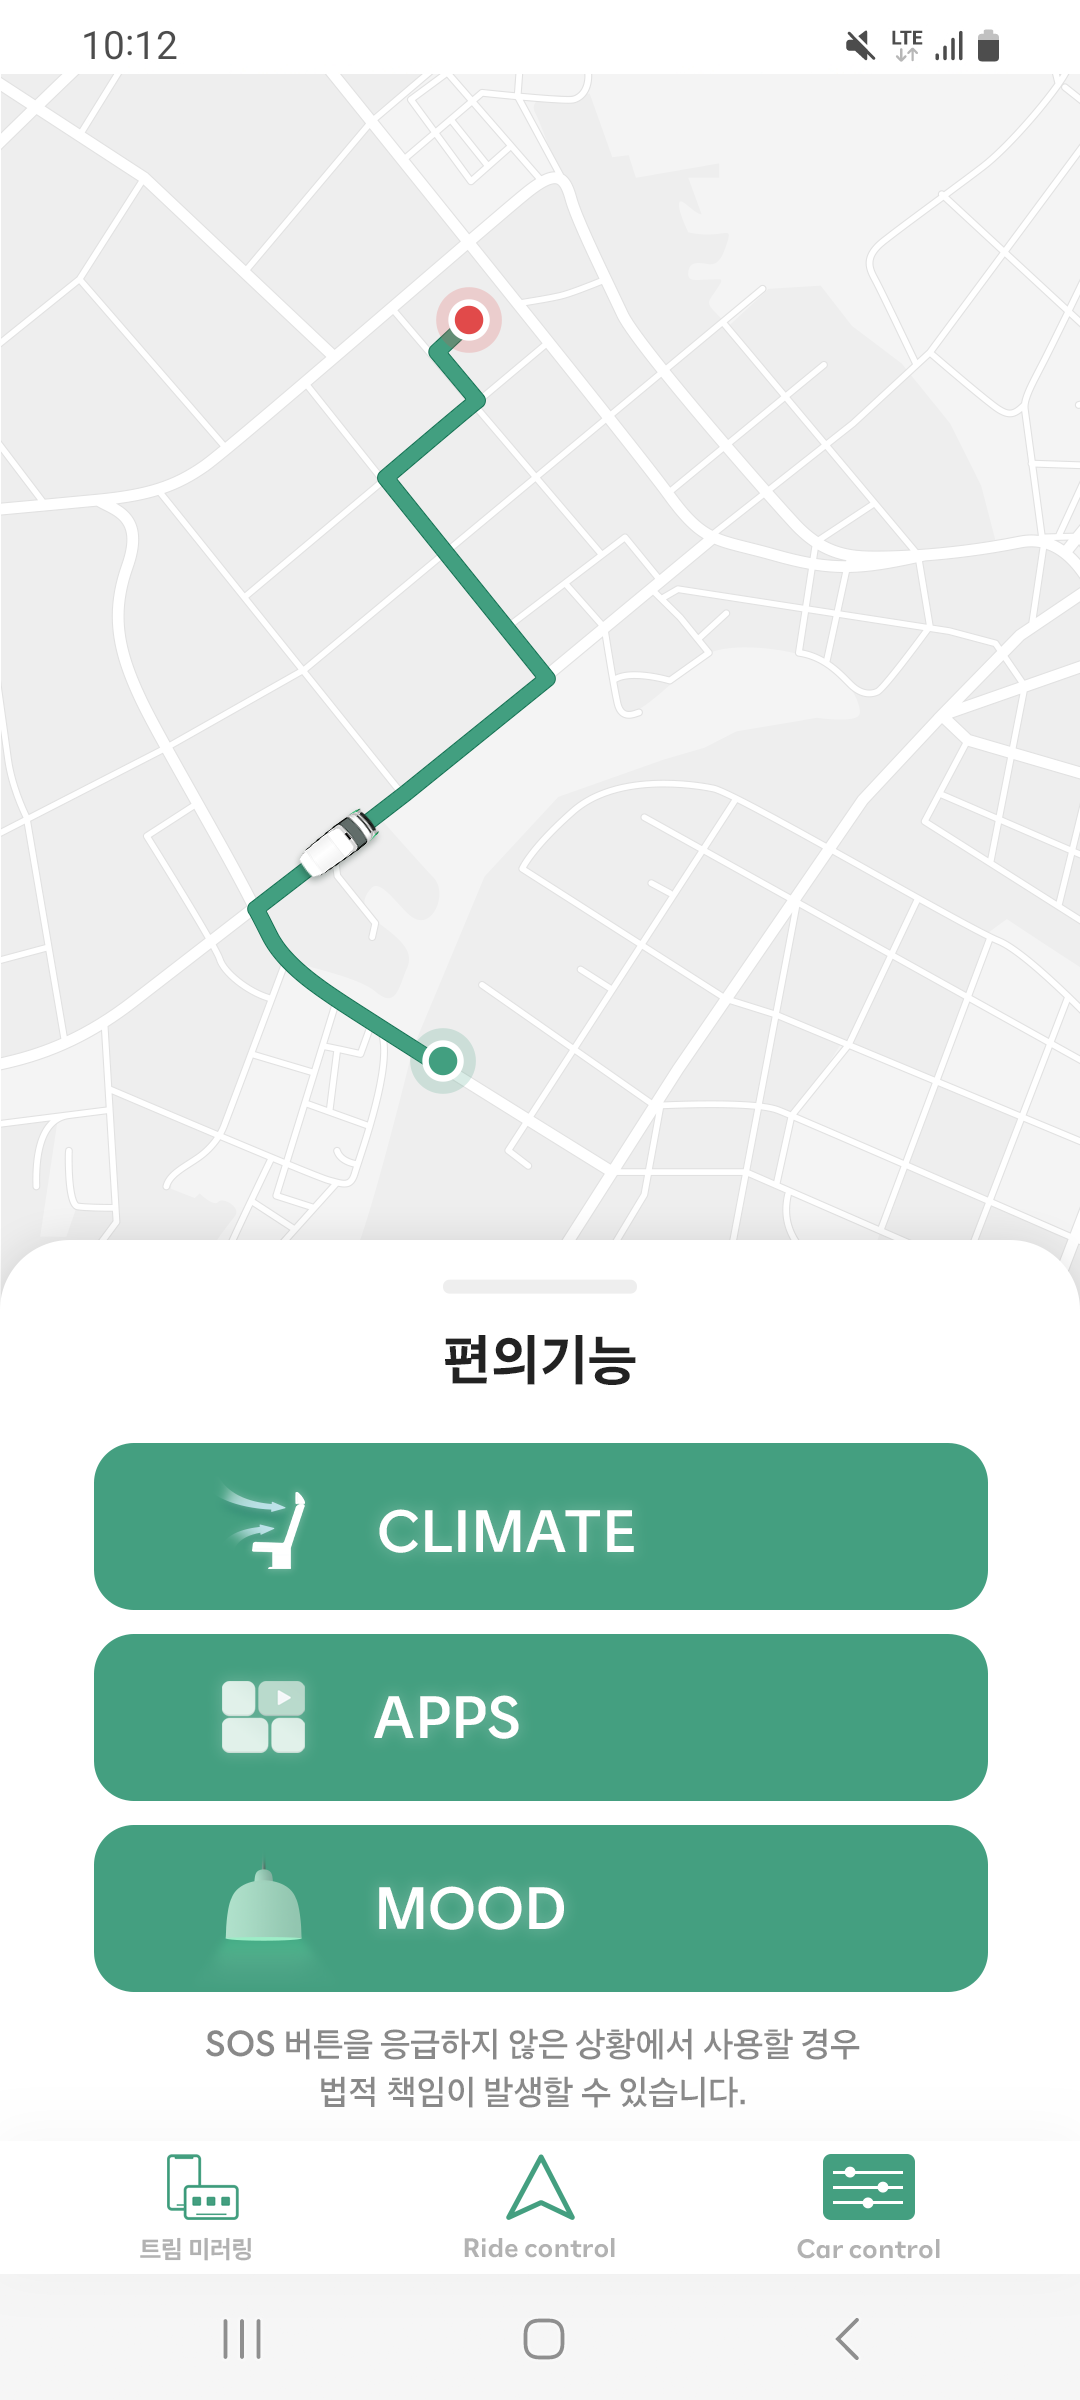 10:12
LTE
편의기능
CLIMATE
APPS
MOOD
SOS 버튼을 응급하지 않은 상황에서 사용할 경우
법적 책임이 발생할 수 있습니다.
트림 미러링
Ride control
Car control